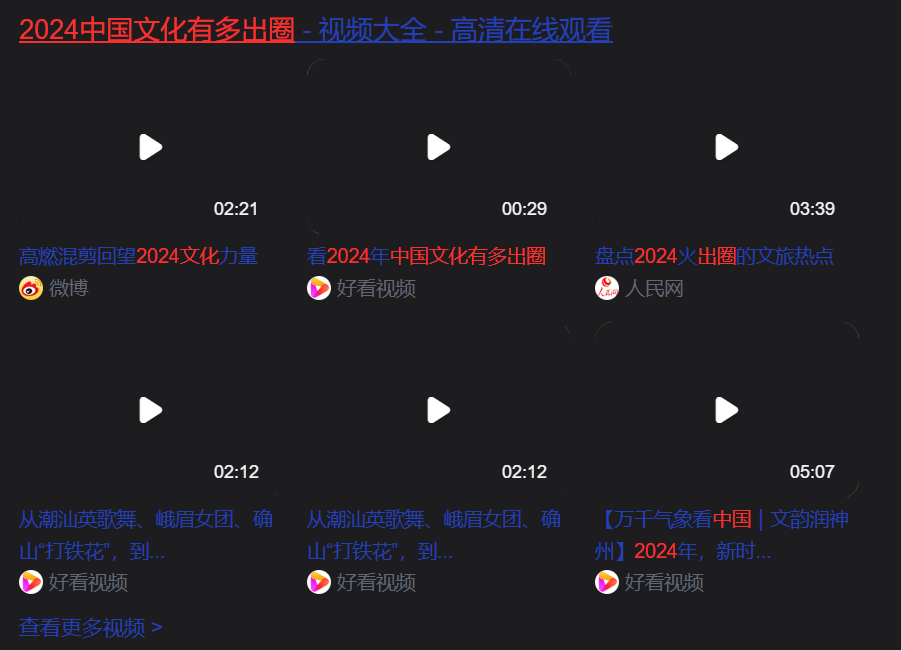 2024中国文化有多出圈 - 视频大全 - 高清在线观看
02:21
00:29
03:39
高燃混剪回望2024文化力量
看2024年中国文化有多出圈
盘点2024火出圈的文旅热点
微博
好看视频
人民网
02:12
02:12
05:07
从潮汕英歌舞、峨眉女团、确
山“打铁花”，到...
从潮汕英歌舞、峨眉女团、确
山“打铁花”，到...
【万千气象看中国 | 文韵润神
州】2024年，新时...
好看视频
好看视频
好看视频
查看更多视频 >